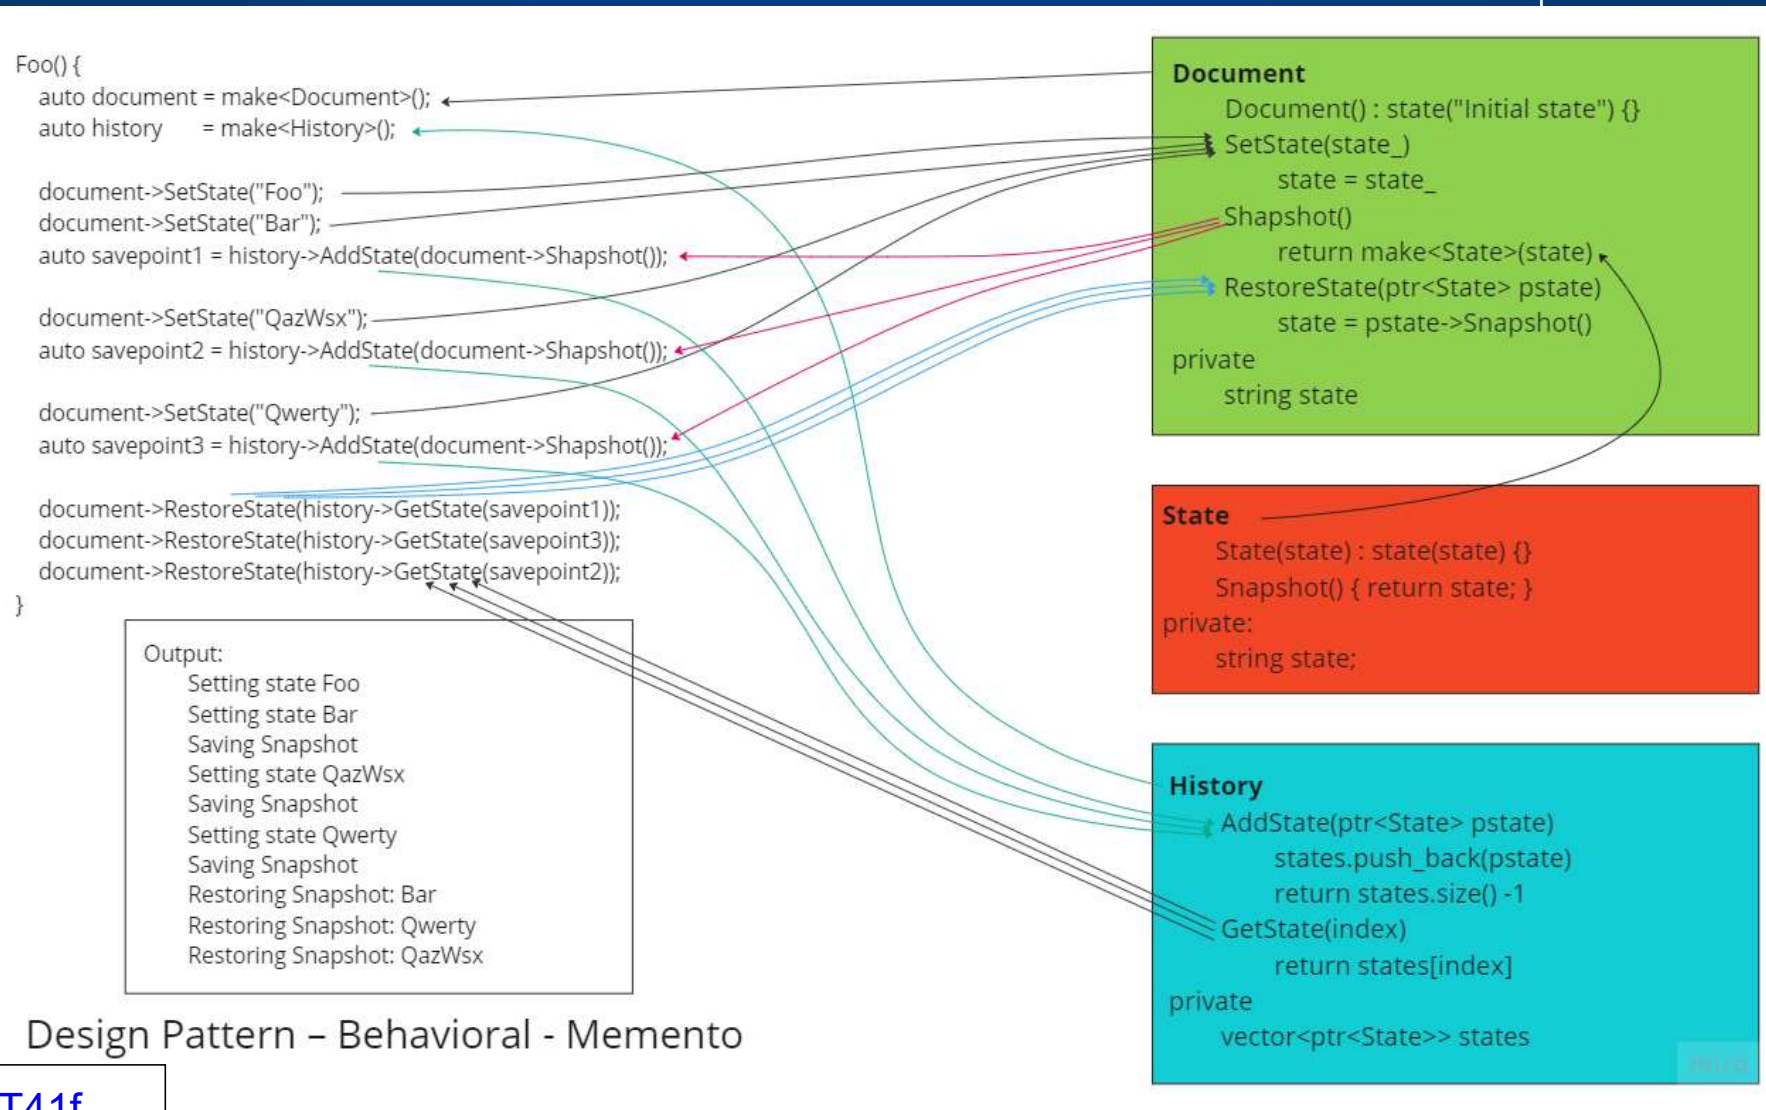 Foo() {
auto document = make<Document>();
auto history = make<History>();
document->SetState("Foo");
document->SetState("Bar");
auto savepoint1 = history->AddState(document->Shapshot());
document->SetState("QazWsx");
auto savepoint2 = history->AddState(document->Shapshot());
document->SetState("Qwerty");
auto savepoint3 = history->AddState(document->Shapshot());
document->RestoreState(history->GetState(savepoint1));
document->RestoreState(history->GetState(savepoint3));
document->RestoreState(history->GetState(savepoint2));
}
Output:
Setting state Foo
Setting state Bar
Saving Snapshot
Setting state QazWsx
Saving Snapshot
Setting state Qwerty
Saving Snapshot
Restoring Snapshot: Bar
Restoring Snapshot: Qwerty
Restoring Snapshot: QazWsx
Document
Document() : state("Initial state") {}
SetState(state_)
state = state_
Shapshot()
return make<State>(state)
RestoreState(ptr<State> pstate)
state = pstate->Snapshot()
private
string state
State
State(state) : state(state) {}
Snapshot() { return state; }
private:
string state;
History
AddState(ptr<State> pstate)
states.push_back(pstate)
return states.size() -1
GetState(index)
return states[index]
private
vector<ptr<State>> states
miro
Design Pattern – Behavioral - Memento
T41f